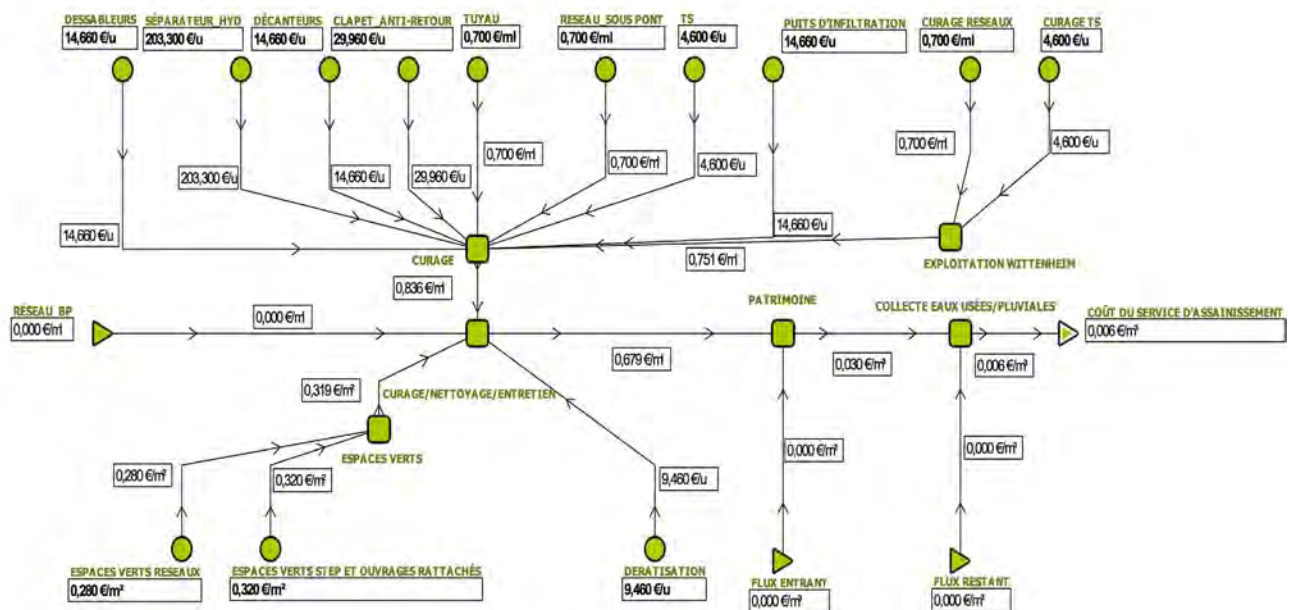 DESSABLEURS
14,660 €/u
SÉPARATEUR_HYD
203,300 €/u
DÉCANTEURS
14,660 €/u
CLAPET_ANTI-RETOUR
29,960 €/u
TUYAU
0,700 €/ml
RESEAU_SOUS PONT
0,700 €/ml
TS
4,600 €/u
PUITS D'INFILTRATION
14,660 €/u
CURAGE RESEAUX
0,700 €/ml
CURAGE TS
4,600 €/u
0,700 €/ml
0,700 €/ml
4,600 €/u
0,700 €/ml
4,600 €/u
203,300 €/u
14,660 €/u
29,960 €/u
14,660 €/u
14,660 €/u
CURAGE
0,751 €/ml
EXPLOITATION WITTENHEIM
0,836 €/ml
RÉSEAU_BP
0,000 €/ml
0,000 €/ml
PATRIMOINE
COLLECTE EAUX USÉES/PLUVIALES
COÛT DU SERVICE D'ASSAINISSEMENT
0,006 €/m³
0,679 €/ml
0,030 €/m³
0,006 €/m³
0,319 €/m²
CURAGE/NETTOYAGE/ENTRETIEN
ESPACES VERTS
0,280 €/m²
0,320 €/m²
9,460 €/u
0,000 €/m³
0,000 €/m³
ESPACES VERTS RESEAUX
0,280 €/m²
ESPACES VERTS STEP ET OUVRAGES RATTACHÉS
0,320 €/m²
DERATISATION
9,460 €/u
FLUX ENTRANT
0,000 €/m³
FLUX RESTANT
0,000 €/m³